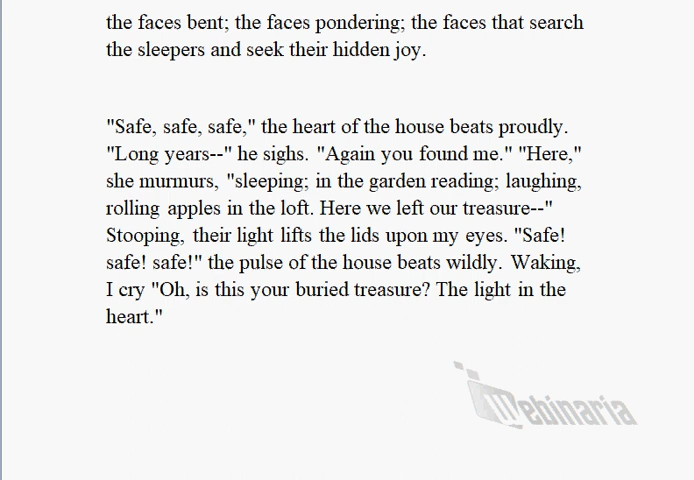 the faces bent; the faces pondering; the faces that search
the sleepers and seek their hidden joy.
"Safe, safe, safe," the heart of the house beats proudly.
"Long years--" he sighs. "Again you found me." "Here,"
she murmurs, "sleeping; in the garden reading; laughing,
rolling apples in the loft. Here we left our treasure--"
Stooping, their light lifts the lids upon my eyes. "Safe!
safe! safe!" the pulse of the house beats wildly. Waking,
I cry "Oh, is this your buried treasure? The light in the
heart."
Webinaria